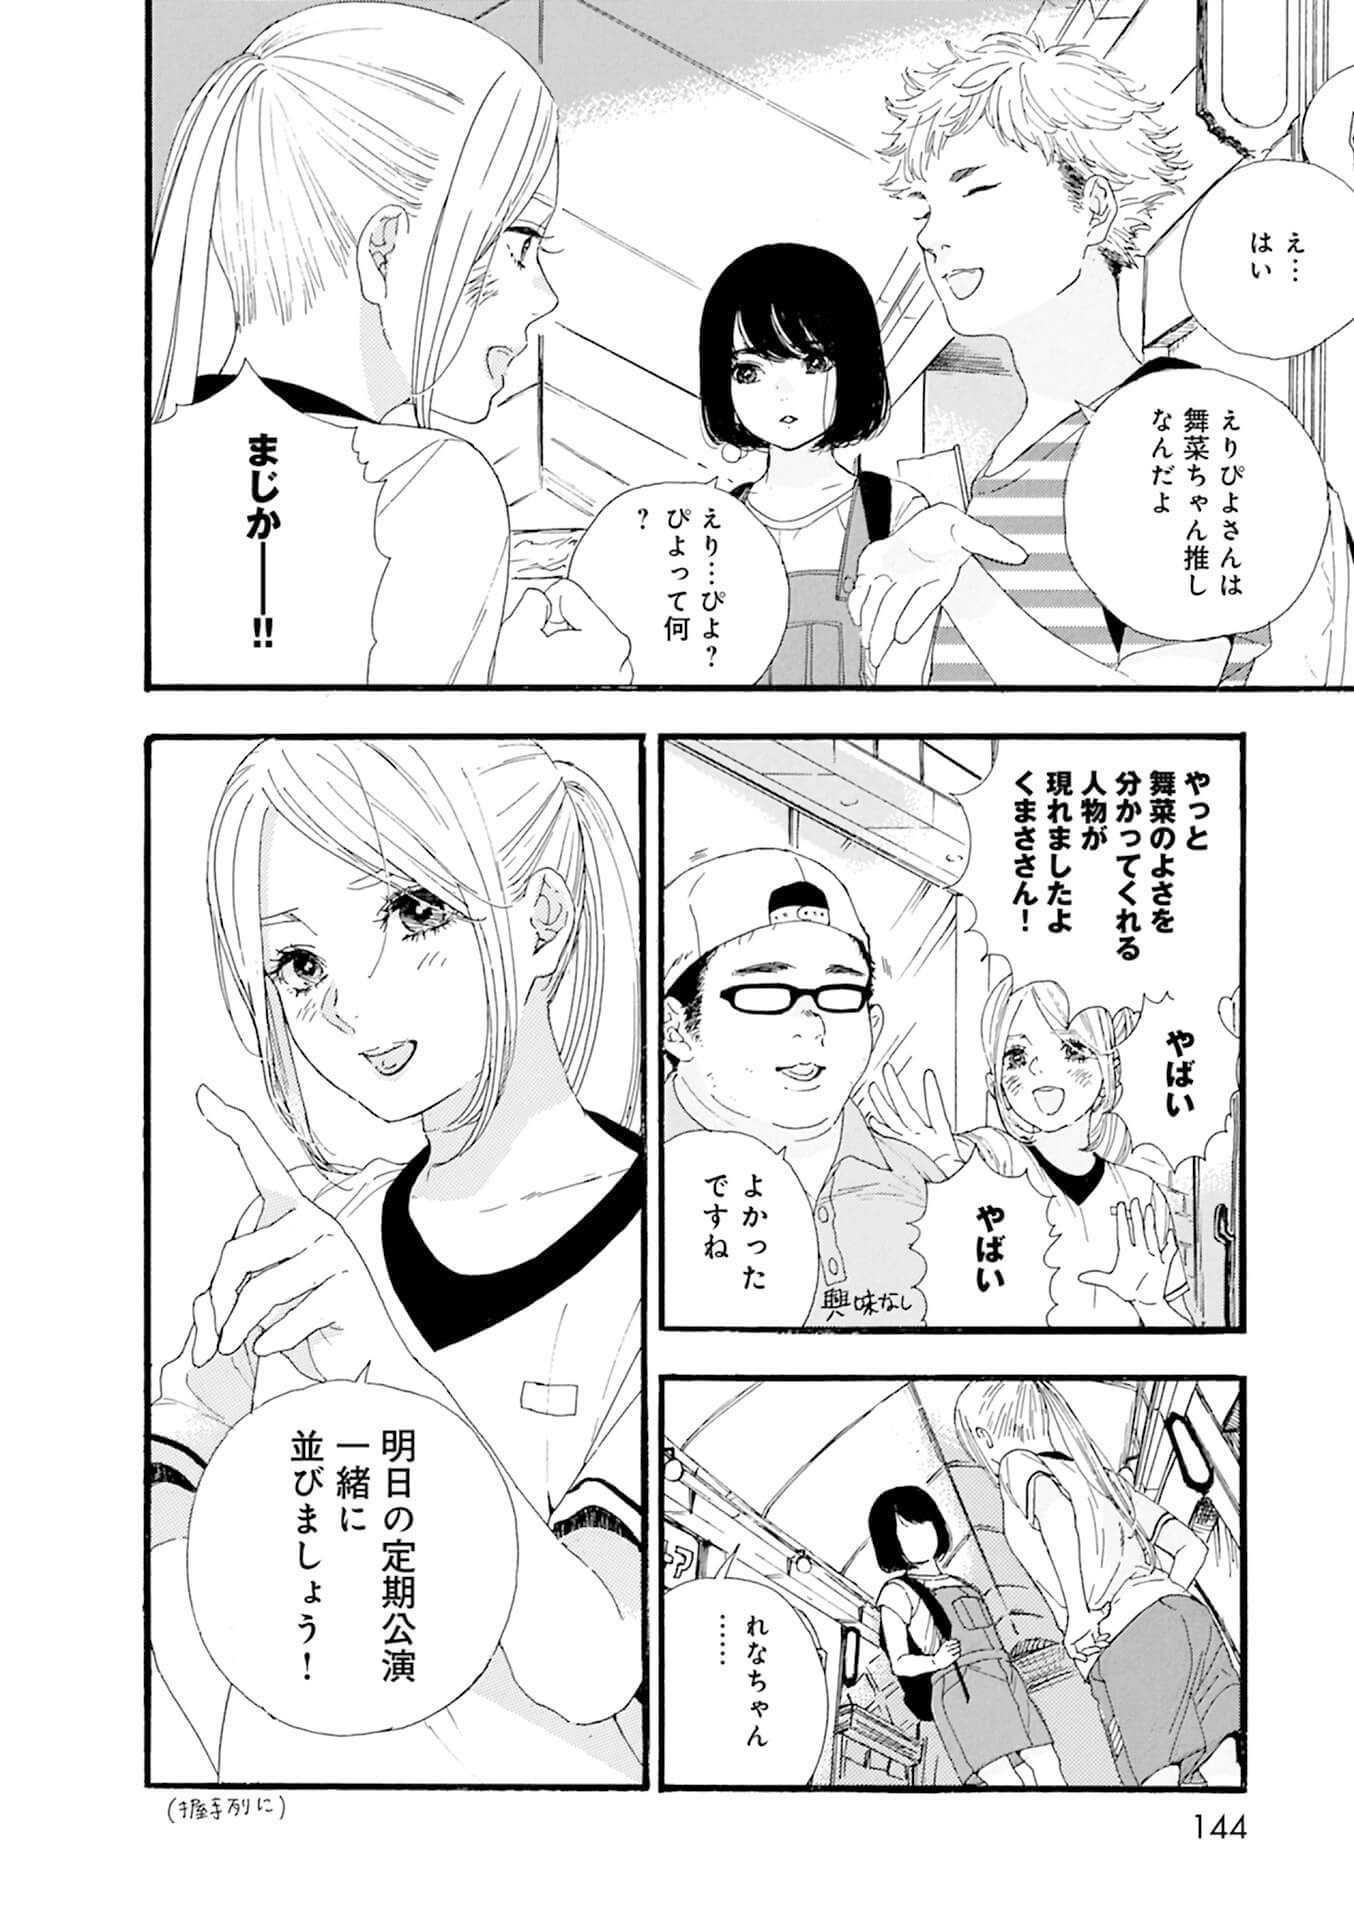 え…
はい
えりぴよさんは
舞菜ちゃん推し
なんだよ
えり…ぴよ?
ぴよって何
?
まじか――!!
やっと
舞菜のよさを
分かってくれる
人物が
現れましたよ
くまささん!
やばい
やばい
よかった
ですね
興味なし
れなちゃん
……
明日の定期公演
一緒に
並びましょう!
(握手列に)
144